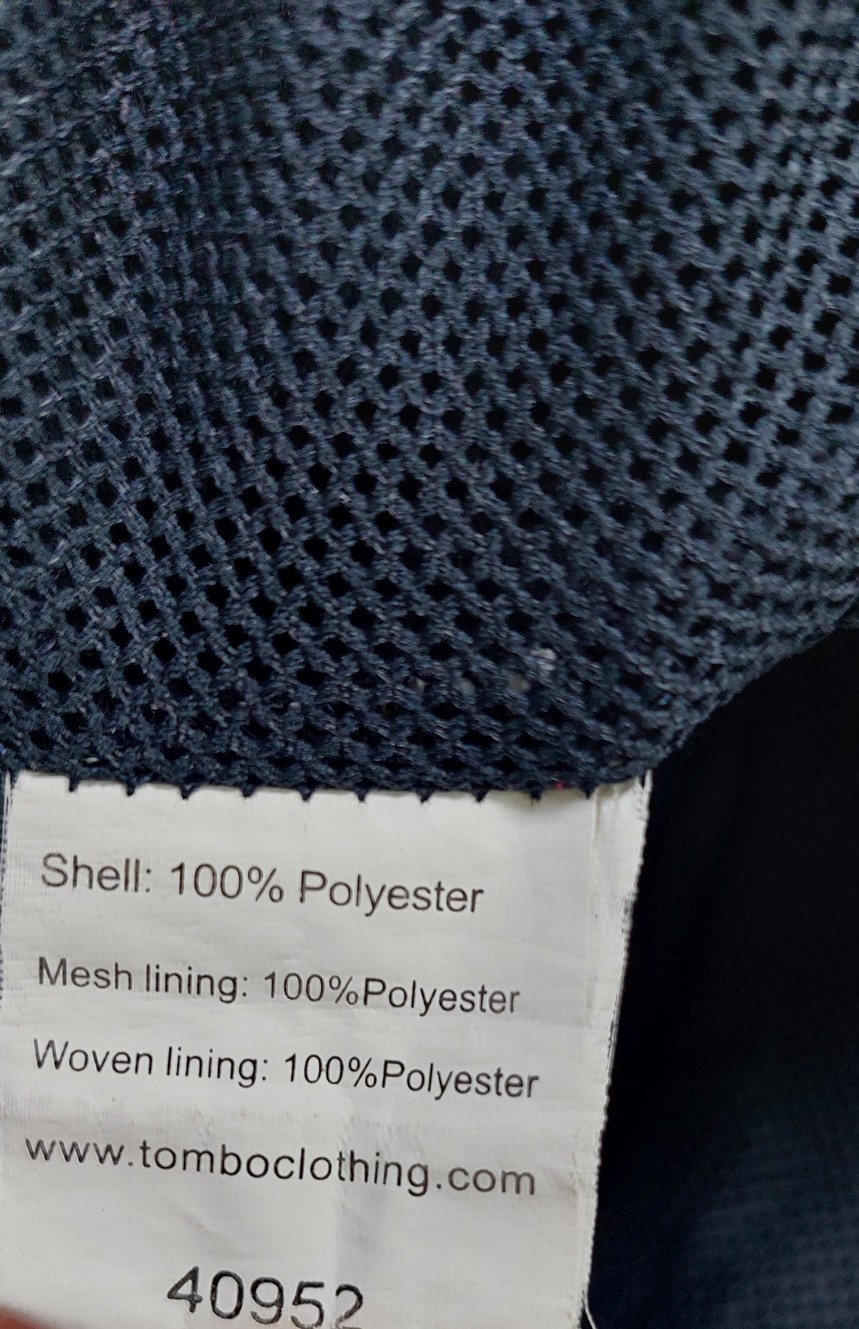 Shell: 100% Polyester
Mesh lining: 100%Polyester
Woven lining: 100%Polyester
www.tomboclothing.com
40952